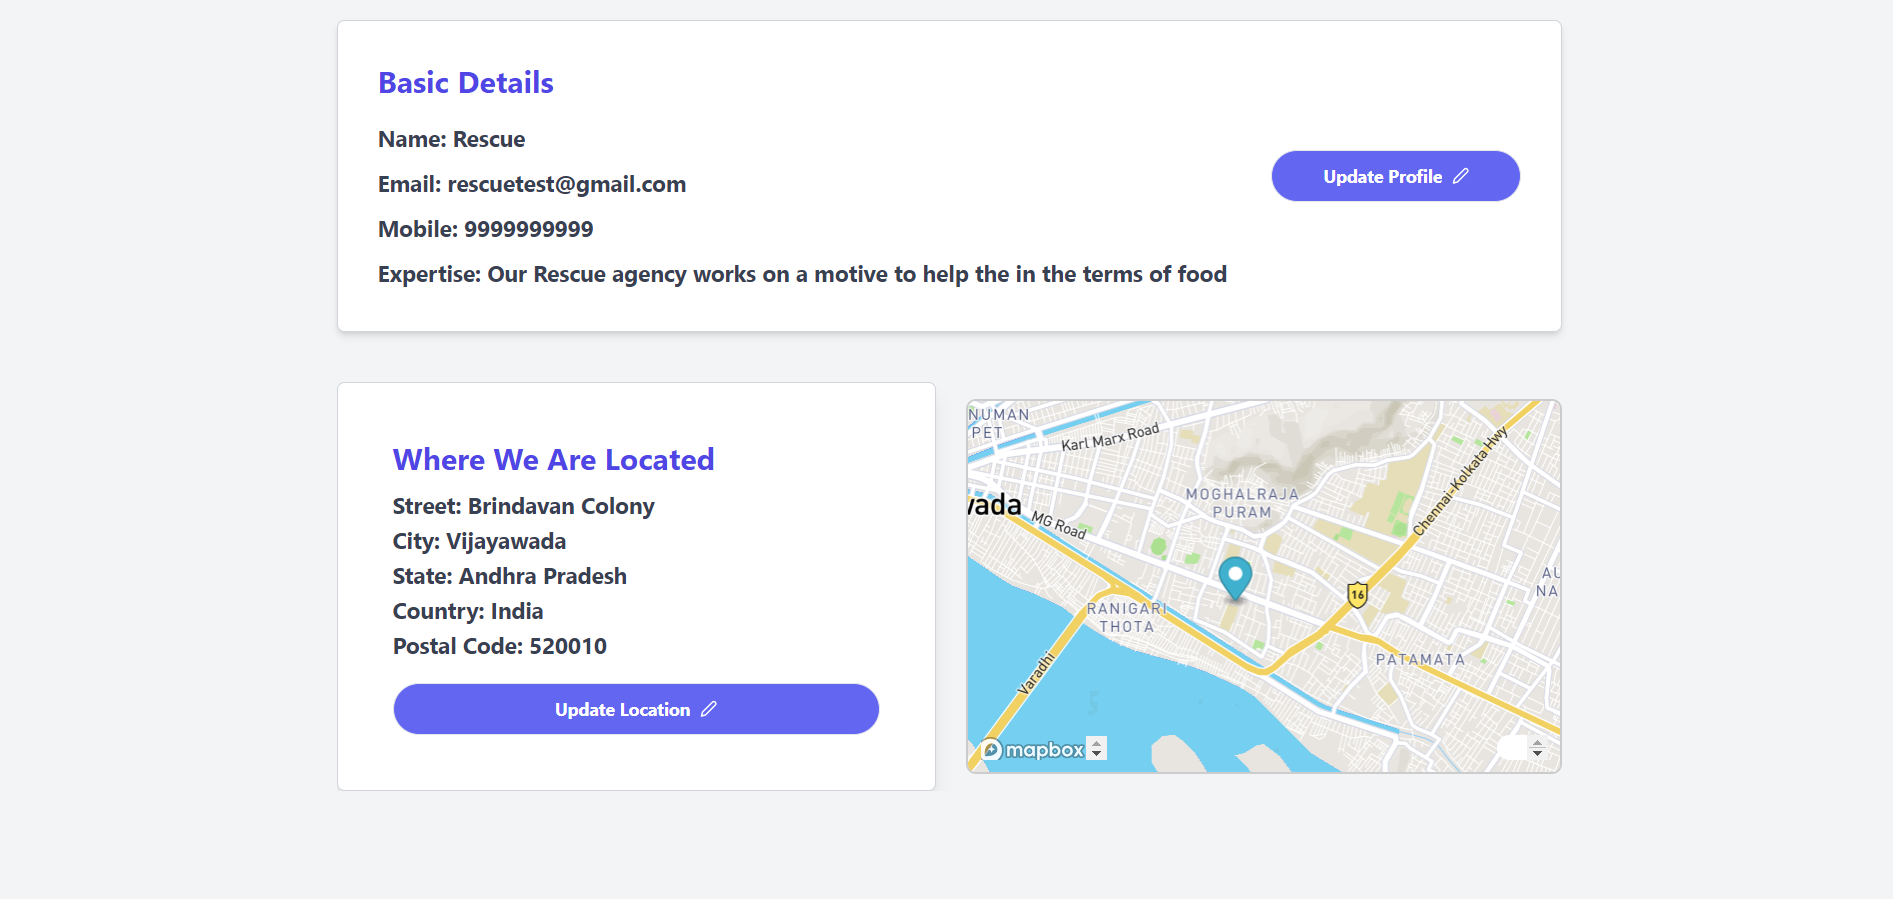 Basic Details
Name: Rescue
Email: rescuetest@gmail.com
Update Profile
Mobile: 9999999999
Expertise: Our Rescue agency works on a motive to help the in the terms of food
Where We Are Located
Street: Brindavan Colony
City: Vijayawada
State: Andhra Pradesh
Country: India
Postal Code: 520010
Update Location
NUMAN
PET
Karl Marx Road
Chennai-Kolkata Hwy
MOGHALRAJA
PURAM
vada
MG Road
AU
NA
16
RANIGARI
THOTA
PATAMATA
Varadhi
mapbox